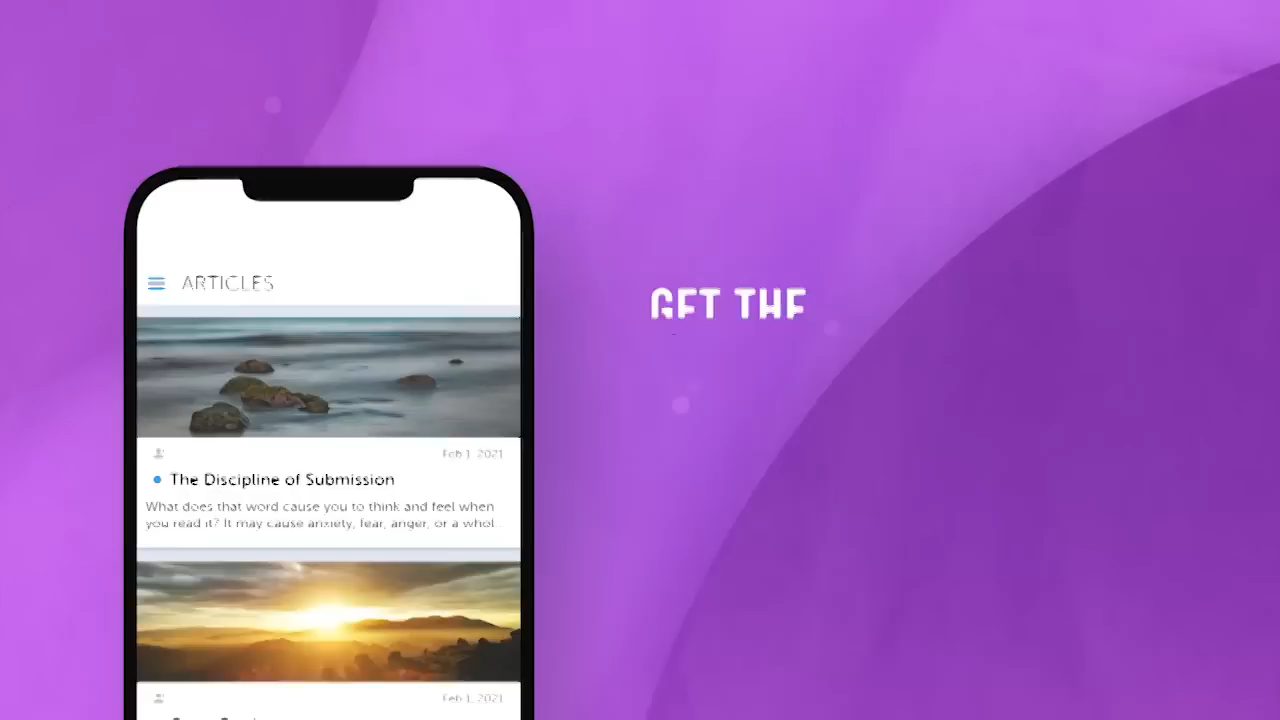 ARTICLES
GET THE
Feb 1, 2021
The Discipline of Submission
What does that word cause you to think and feel when
you read it? It may cause anxiety, fear, anger, or a whol...
Feb 1, 2021